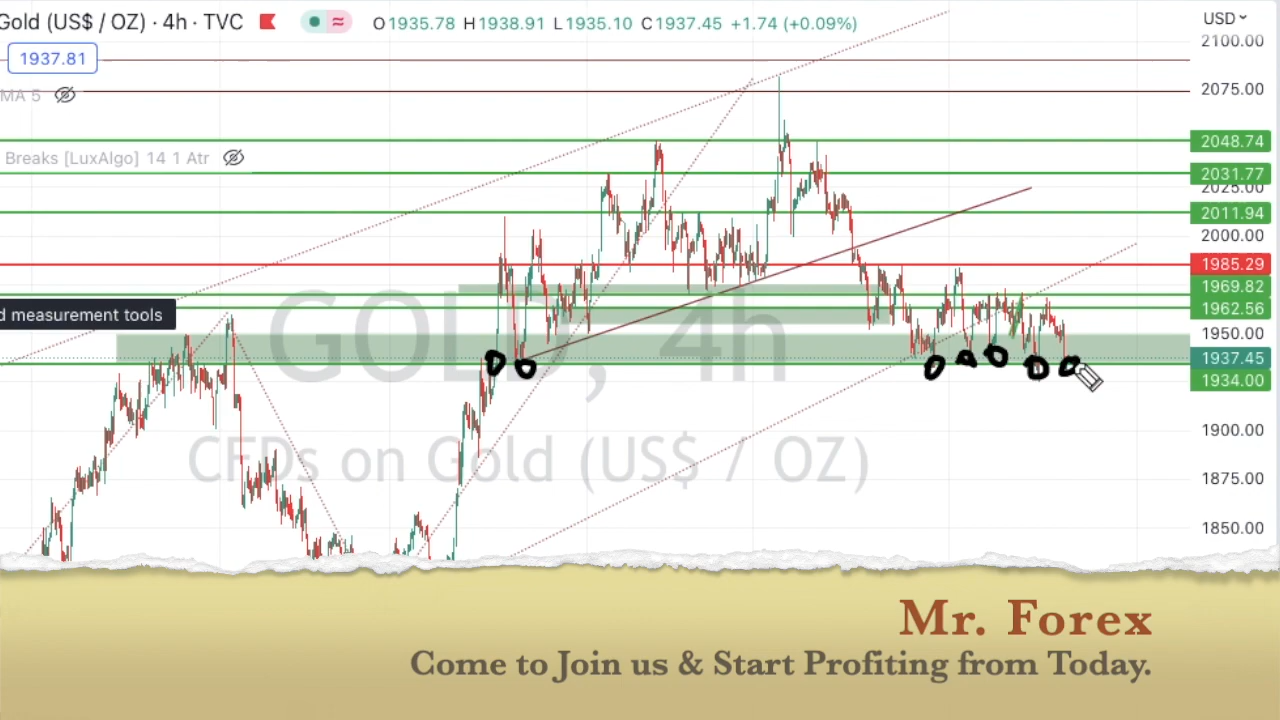 Gold (US$ / OZ) · 4h · TVC O1935.78 H1938.91 L1935.10 C1937.45 +1.74 (+0.09%)
USD
2100.00
1937.81
2075.00
MA 5
2048.74
Breaks [LuxAlgo] 14 1 Atr
2031.77
2025.00
2011.94
2000.00
1985.29
1969.82
1962.56
d measurement tools
1950.00
GOLD, 4h
1937.45
1934.00
1900.00
CFDs on Gold (US$ / OZ)
1875.00
1850.00
Mr. Forex
Come to Join us & Start Profiting from Today.